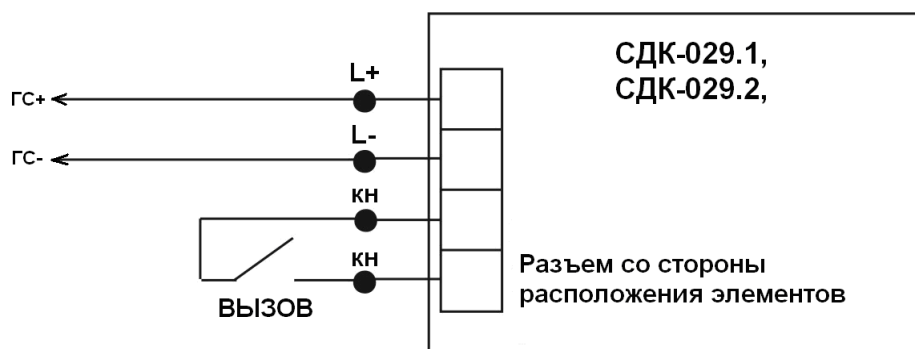 СДК-029.1,
СДК-029.2,
L+
ГС+
L-
ГС-
КН
КН
ВЫЗОВ
Разъем со стороны
расположения элементов